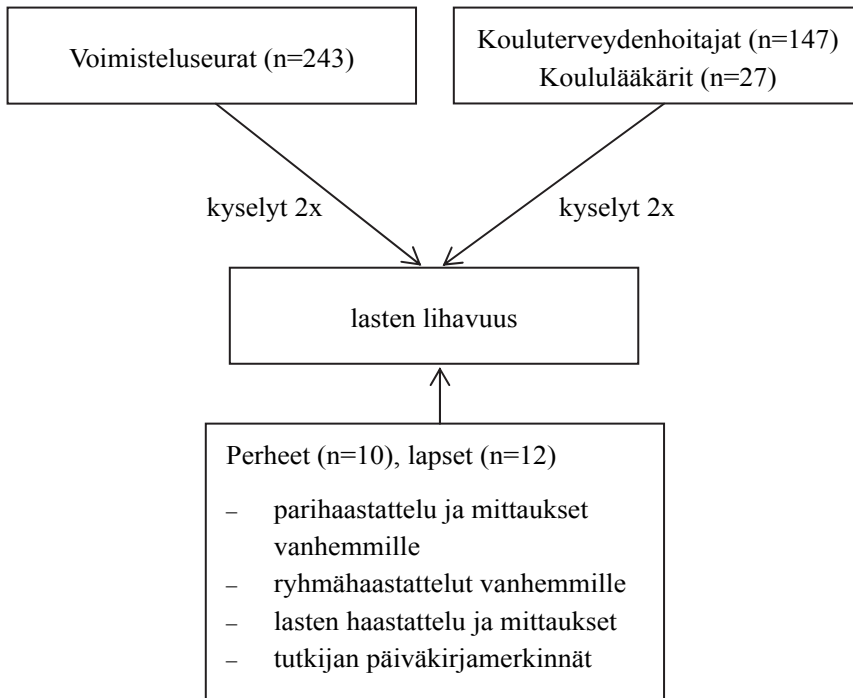 Voimisteluseurat (n=243)
Kouluterveydenhoitajat (n=147)
Koululääkärit (n=27)
kyselyt 2x
kyselyt 2x
lasten lihavuus
Perheet (n=10), lapset (n=12)
– parihaastattelu ja mittaukset
vanhemmille
– ryhmähaastattelut vanhemmille
– lasten haastattelu ja mittaukset
– tutkijan päiväkirjamerkinnät